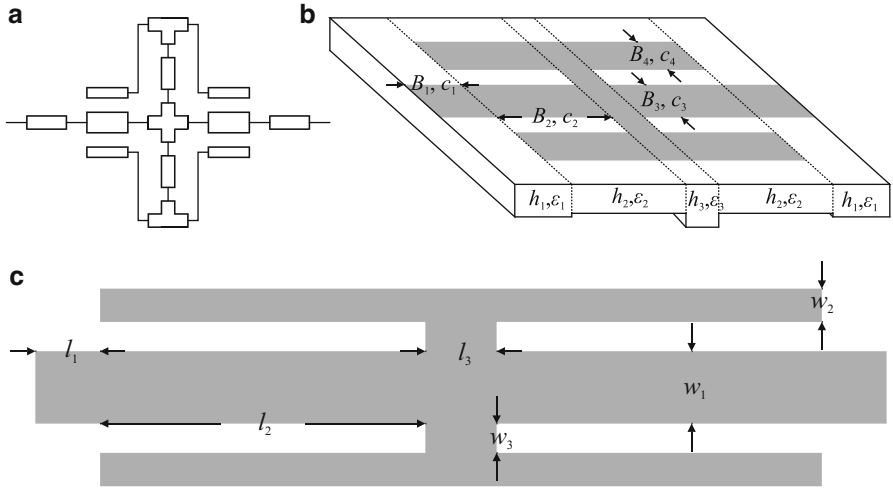 a
b
B₁, c₁
B₂, c₂
B₄, c₄
B₃, c₃
h₁,ε₁
h₂,ε₂
h₃,ε₃
h₂,ε₂
h₁,ε₁
c
w₂
l₁
l₃
w₁
l₂
w₃